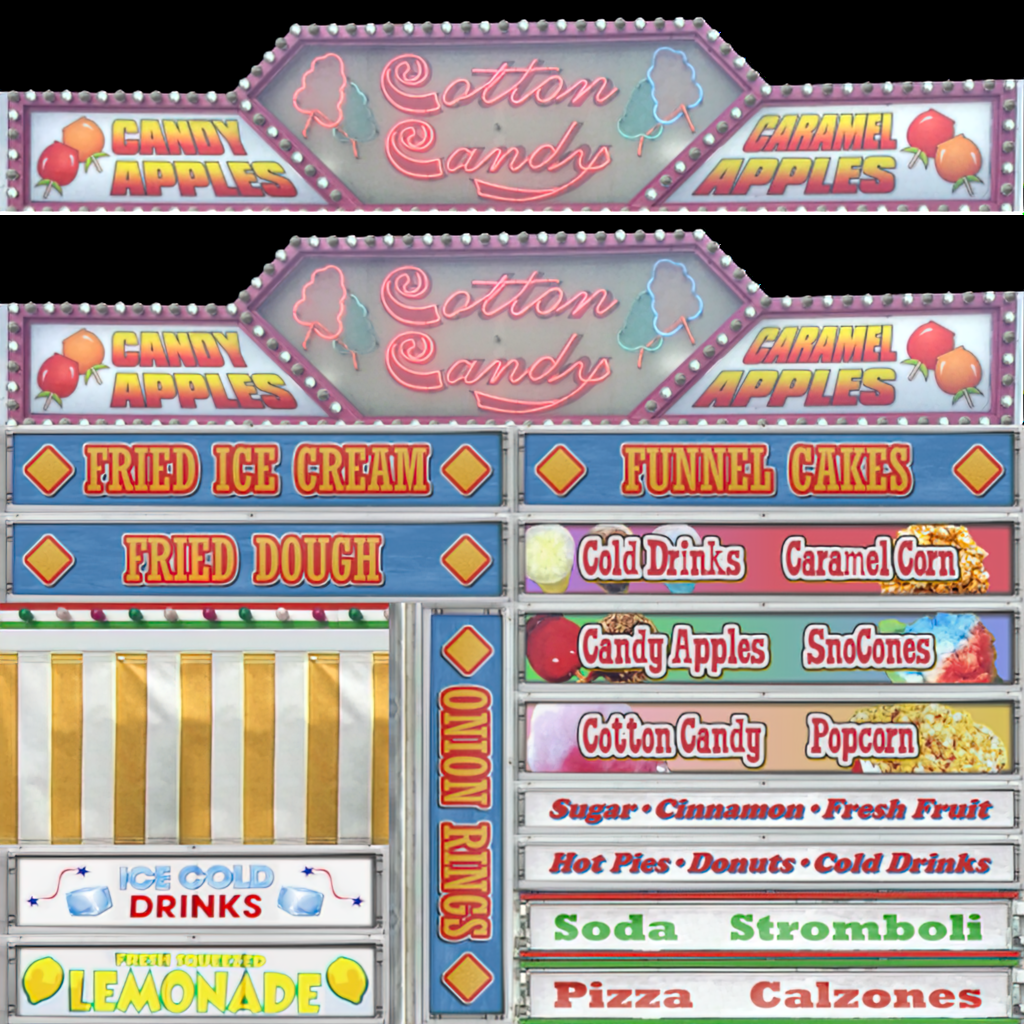 Cotton
Candy
CANDY
APPLES
CARAMEL
APPLES
Cotton
Candy
CANDY
APPLES
CARAMEL
APPLES
FRIED ICE CREAM
FUNNEL CAKES
FRIED DOUGH
Cold Drinks Caramel Corn
Candy Apples SnoCones
Cotton Candy Popcorn
Sugar • Cinnamon • Fresh Fruit
Hot Pies • Donuts • Cold Drinks
Soda Stromboli
Pizza Calzones
ONION RINGS
ICE COLD
DRINKS
FRESH SQUEEZED
LEMONADE